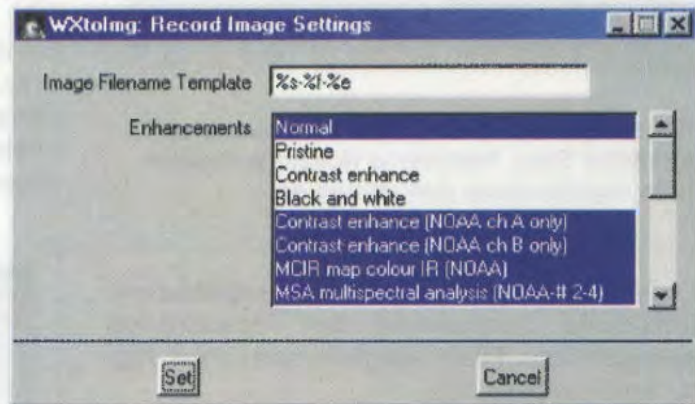 WXtoImg: Record Image Settings
Image Filename Template %s-%f-%e
Enhancements Normal
Pristine
Contrast enhance
Black and white
Contrast enhance (NOAA ch A only)
Contrast enhance (NOAA ch B only)
MCIR map colour IR (NOAA)
MSA multispectral analysis (NOAA-# 2-4)
Set Cancel